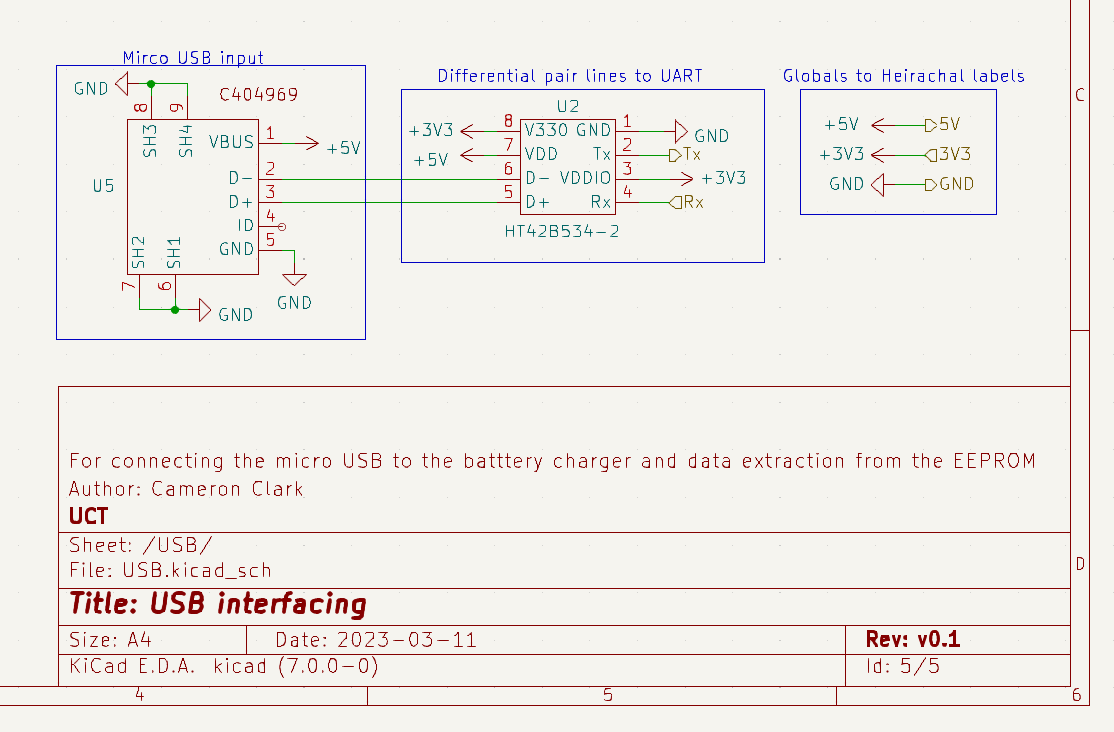 Mirco USB input
GND
C404969
8
9
SH3
SH4
VBUS
1
+5V
U5
D-
2
D+
3
ID
4
GND
5
SH2
SH1
7
6
GND
GND
Differential pair lines to UART
U2
+3V3
8
V330
GND
1
GND
+5V
7
VDD
Tx
2
Tx
6
D-
VDDIO
3
+3V3
5
D+
Rx
4
Rx
HT42B534-2
Globals to Heirachal labels
+5V
5V
+3V3
3V3
GND
GND
C
For connecting the micro USB to the batttery charger and data extraction from the EEPROM
Author: Cameron Clark
UCT
Sheet: /USB/
File: USB.kicad_sch
D
Title: USB interfacing
Size: A4
Date: 2023-03-11
Rev: v0.1
KiCad E.D.A. kicad (7.0.0-0)
Id: 5/5
4
5
6